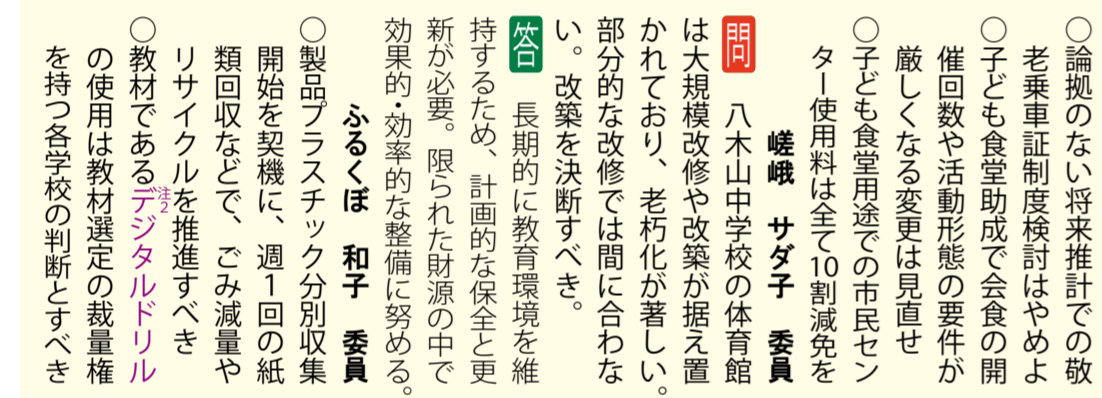 ○論拠のない将来推計での敬
老乗車証制度検討はやめよ
○子ども食堂助成で会食の開
催回数や活動形態の要件が
厳しくなる変更は見直せ
○子ども食堂用途での市民セン
ター使用料は全て10割減免を
嵯峨 サダ子 委員
問 八木山中学校の体育館
は大規模改修や改築が据え置
かれており、老朽化が著しい。
部分的な改修では間に合わな
い。改築を決断すべき。
答 長期的に教育環境を維
持するため、計画的な保全と更
新が必要。限られた財源の中で
効果的・効率的な整備に努める。
ふるくぼ 和子 委員
○製品プラスチック分別収集
開始を契機に、週1回の紙
類回収などで、ごみ減量や
リサイクルを推進すべき
○教材であるデジタルドリル注2
の使用は教材選定の裁量権
を持つ各学校の判断とすべき